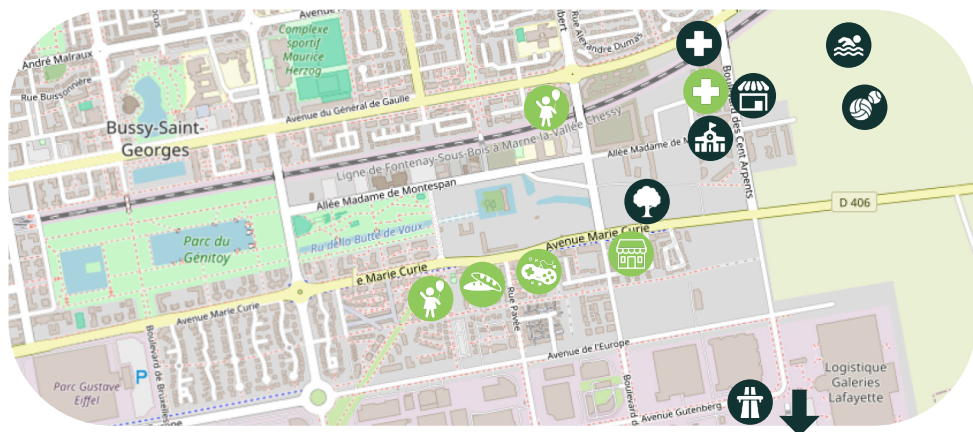 Avenue
Complexe
sportif
Maurice
Herzog
Rue Alexandre Dumas
André Malraux
Rue Buissonnière
Avenue du Général de Gaulle
Bussy-Saint-
Georges
Ligne de Fontenay-Sous-Bois à Marne-la-Vallée Chessy
Allée Madame de M
Boulevard des Cent Arpents
Allée Madame de Montespan
D 406
Parc du
Génitoy
Ru de la Butte de Vaux
Avenue Marie Curie
e Marie Curie
Avenue Marie Curie
Rue Pavée
Boulevard de Bruxelles
Avenue de l'Europe
Parc Gustave
Eiffel
P
Boulevard d
Avenue Gutenberg
Logistique
Galeries
Lafayette